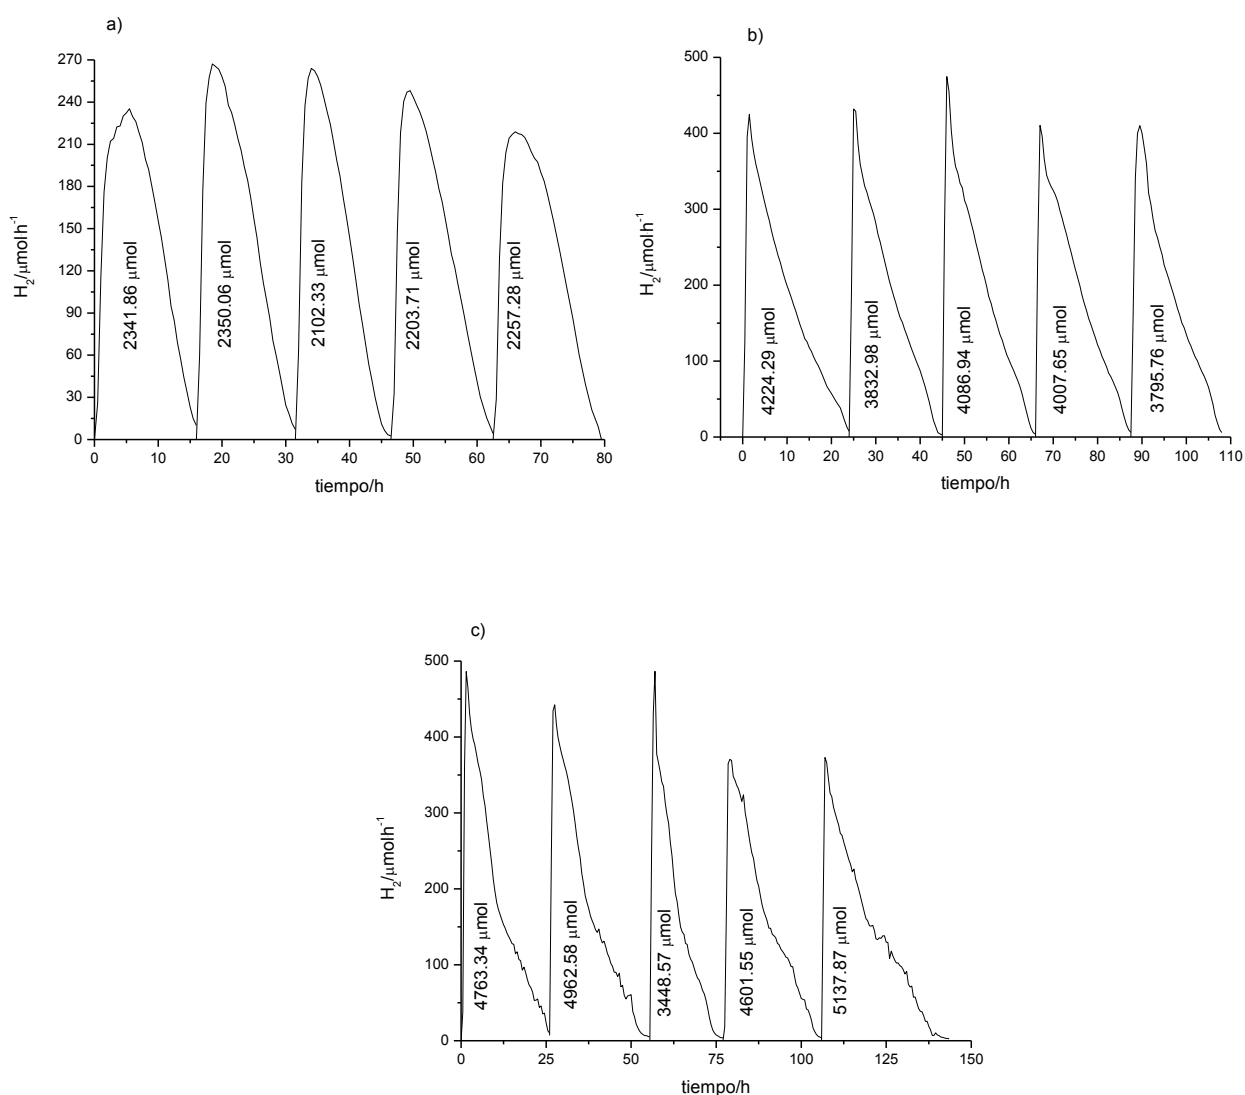 a)
H₂/μmolh⁻¹
270
240
210
180
150
120
90
60
30
0
2341.86 μmol
2350.06 μmol
2102.33 μmol
2203.71 μmol
2257.28 μmol
0 10 20 30 40 50 60 70 80
tiempo/h
b)
H₂/μmolh⁻¹
500
400
300
200
100
0
4224.29 μmol
3832.98 μmol
4086.94 μmol
4007.65 μmol
3795.76 μmol
0 10 20 30 40 50 60 70 80 90 100 110
tiempo/h
c)
H₂/μmolh⁻¹
500
400
300
200
100
0
4763.34 μmol
4962.58 μmol
3448.57 μmol
4601.55 μmol
5137.87 μmol
0 25 50 75 100 125 150
tiempo/h